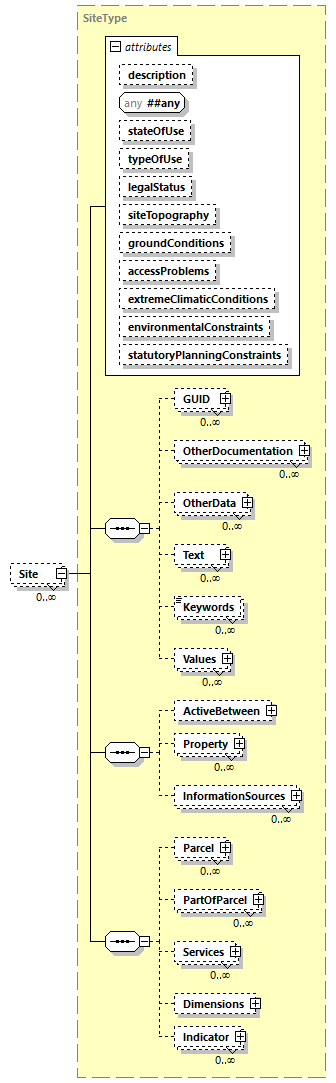 SiteType
attributes
description
any ##any
stateOfUse
typeOfUse
legalStatus
siteTopography
groundConditions
accessProblems
extremeClimaticConditions
environmentalConstraints
statutoryPlanningConstraints
GUID
0..∞
OtherDocumentation
0..∞
OtherData
0..∞
Text
0..∞
Site
0..∞
Keywords
0..∞
Values
0..∞
ActiveBetween
Property
0..∞
InformationSources
0..∞
Parcel
0..∞
PartOfParcel
0..∞
Services
0..∞
Dimensions
Indicator
0..∞